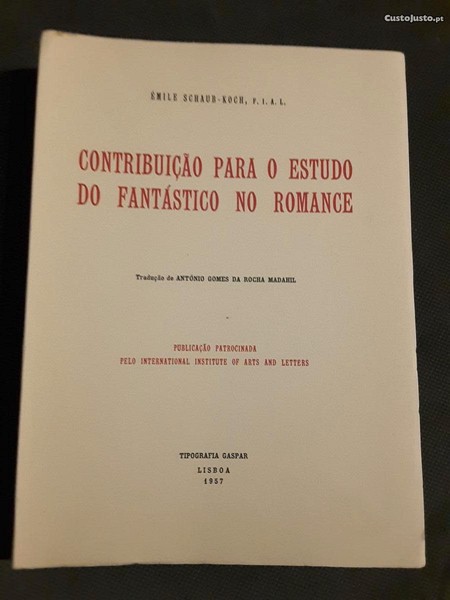 CustoJusto.pt
ÉMILE SCHAUB-KOCH, F. I. A. L.
CONTRIBUIÇÃO PARA O ESTUDO
DO FANTÁSTICO NO ROMANCE
Tradução de ANTÓNIO GOMES DA ROCHA MADAHIL
PUBLICAÇÃO PATROCINADA
PELO INTERNATIONAL INSTITUTE OF ARTS AND LETTERS
TIPOGRAFIA GASPAR
LISBOA
1957